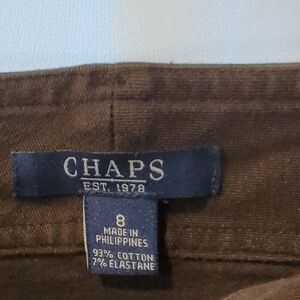 CHAPS
EST. 1978
8
MADE IN
PHILIPPINES
93% COTTON
7% ELASTANE